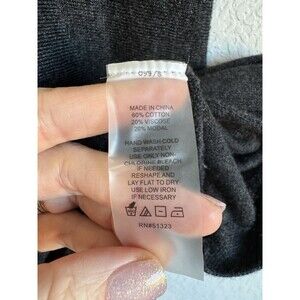 MADE IN CHINA
60% COTTON
20% VISCOSE
20% MODAL
HAND WASH COLD
SEPARATELY
USE ONLY NON-
CHLORINE BLEACH
IF NEEDED
RESHAPE AND
LAY FLAT TO DRY
USE LOW IRON
IF NECESSARY
RN#51323